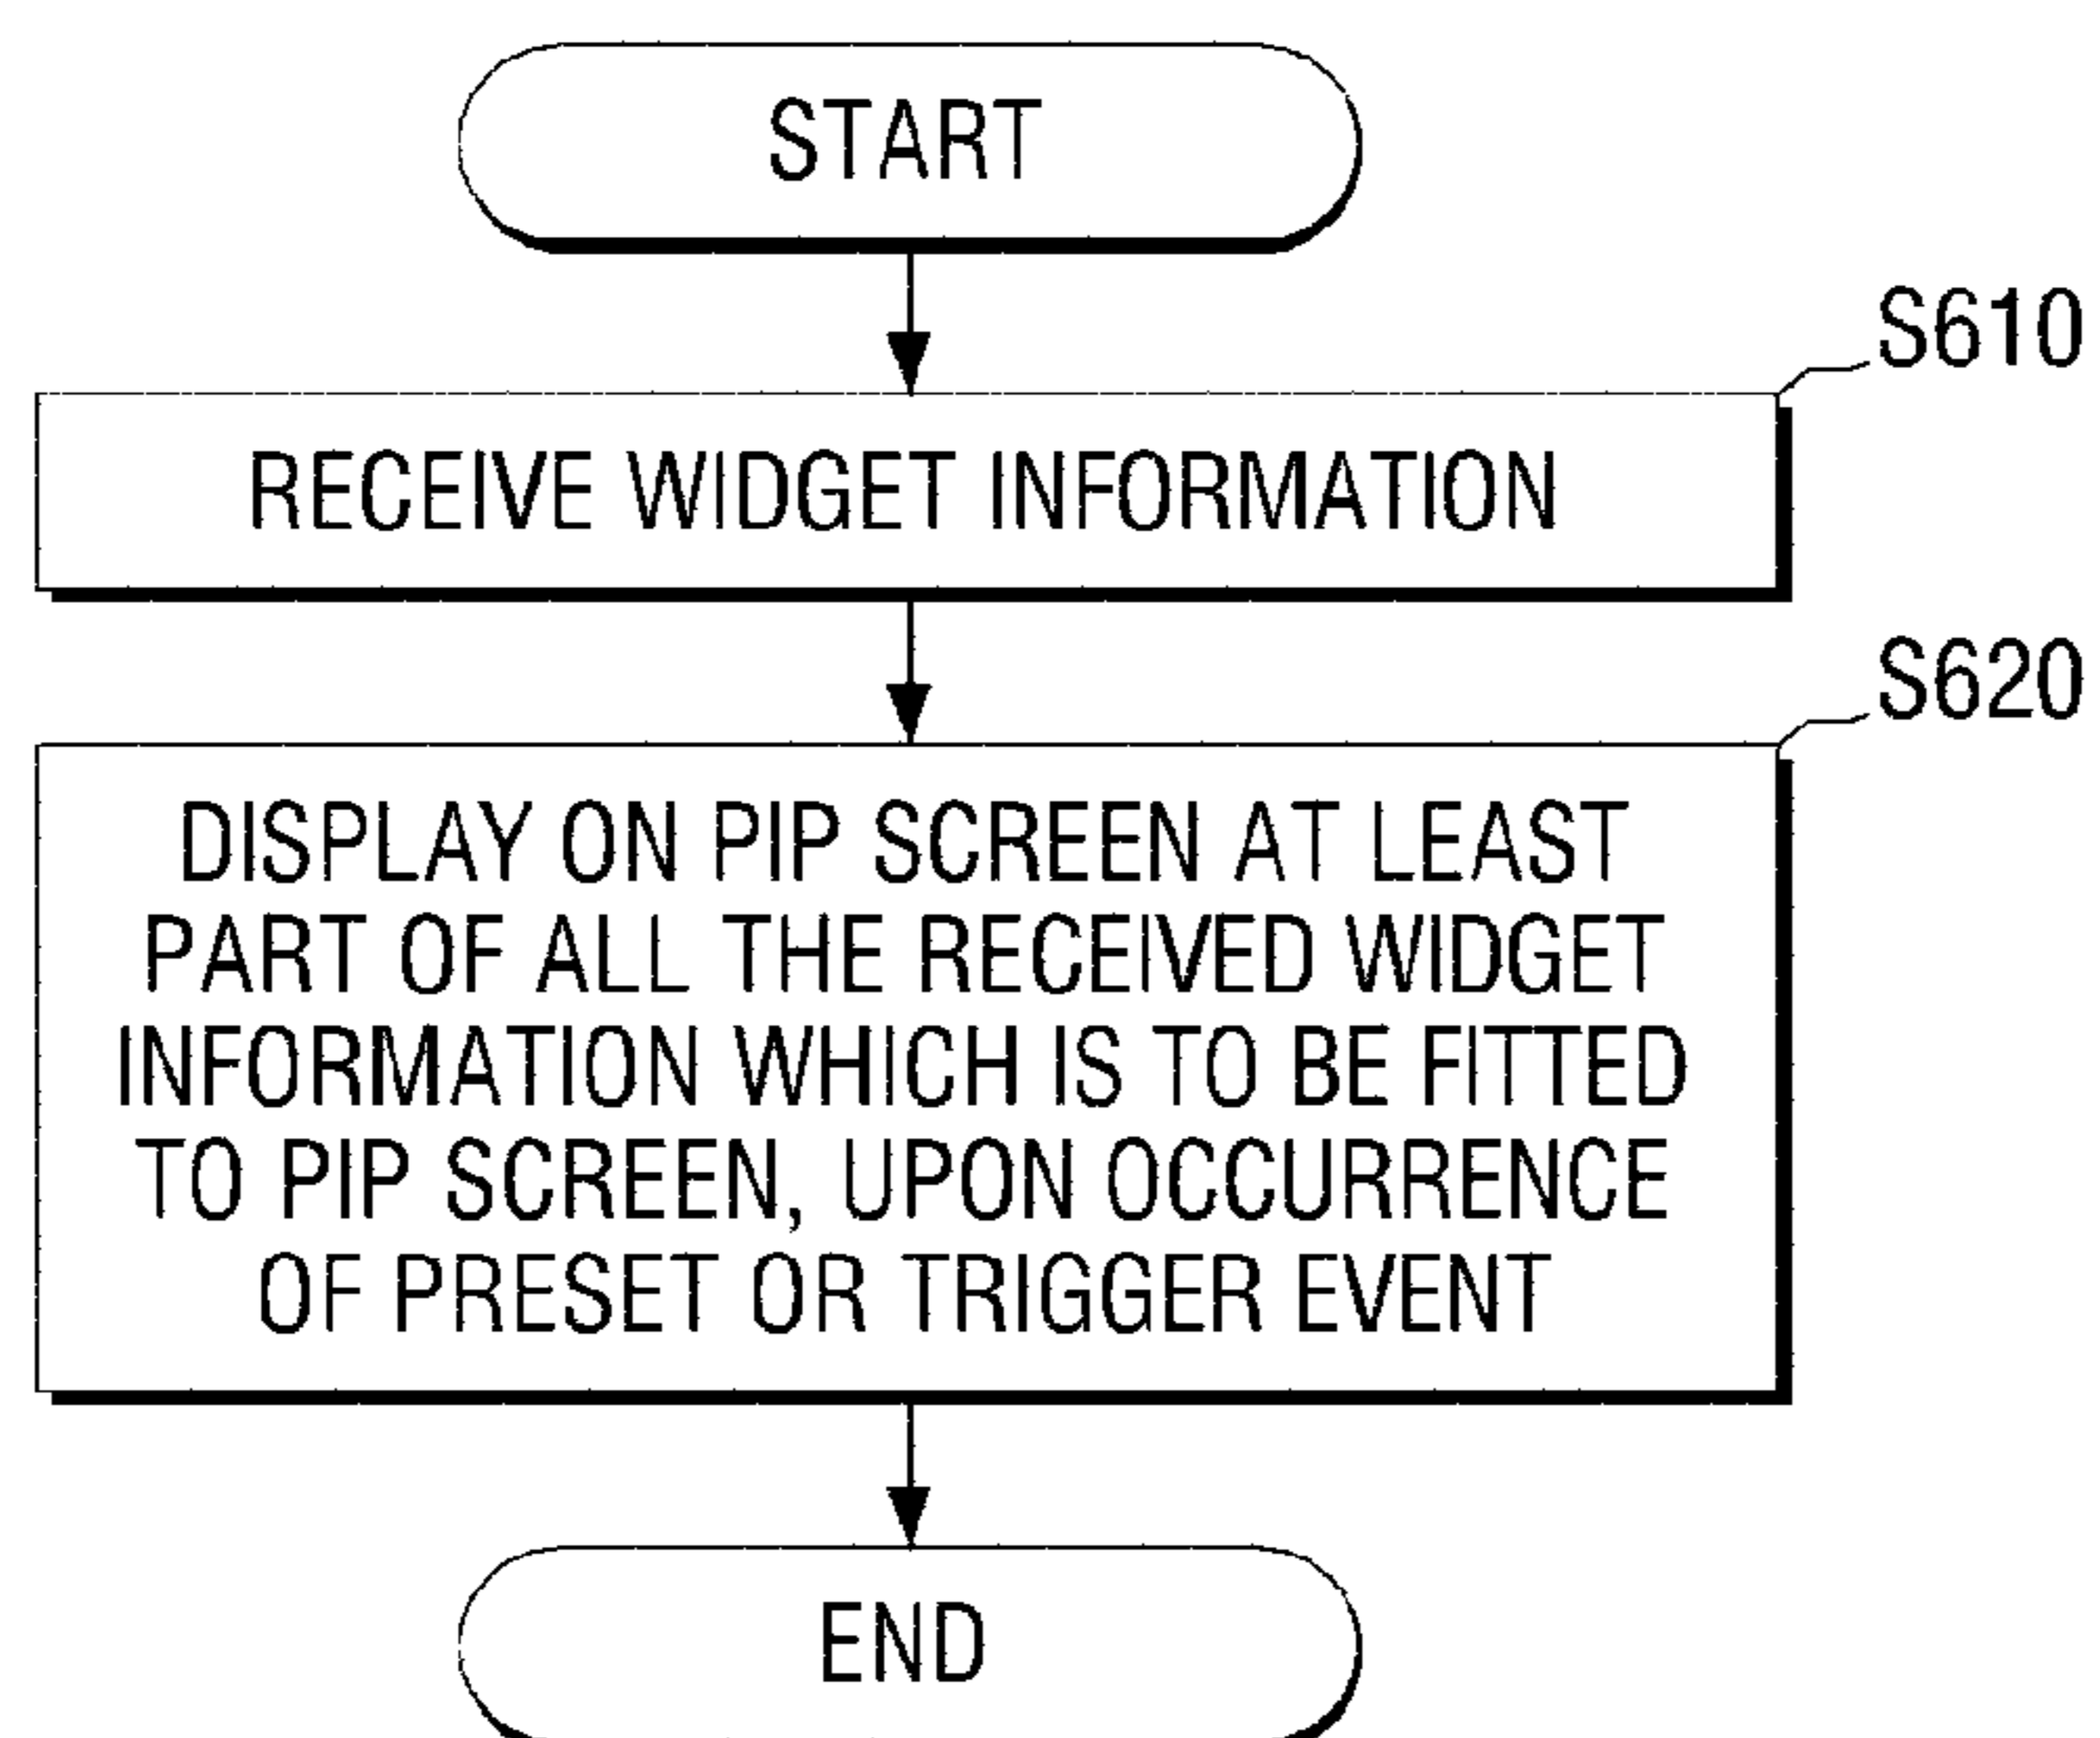 START
S610
RECEIVE WIDGET INFORMATION
S620
DISPLAY ON PIP SCREEN AT LEAST
PART OF ALL THE RECEIVED WIDGET
INFORMATION WHICH IS TO BE FITTED
TO PIP SCREEN, UPON OCCURRENCE
OF PRESET OR TRIGGER EVENT
END